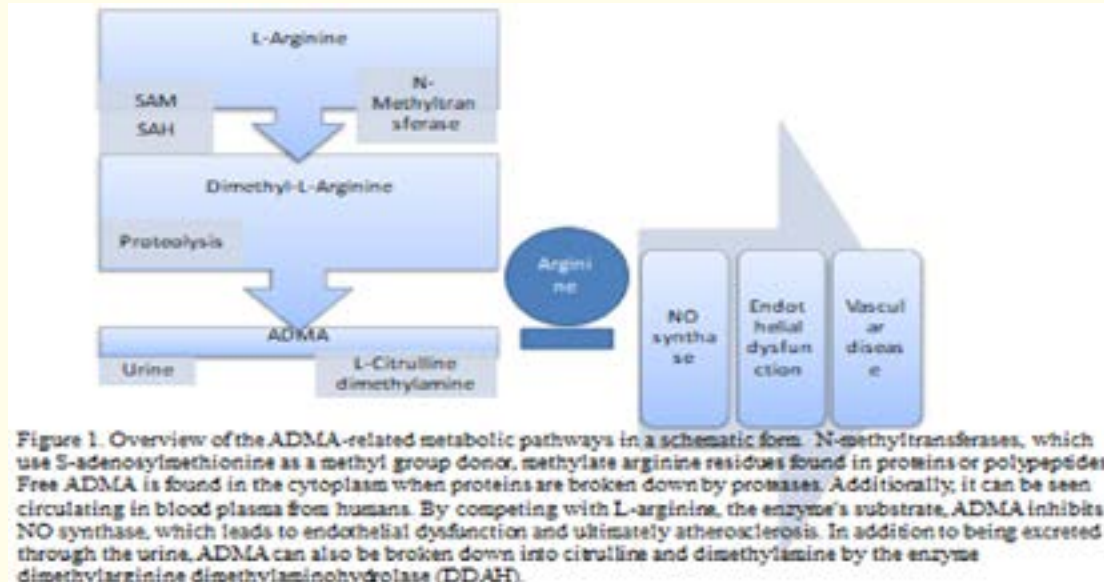 L-Arginine
SAM
SAH
N-
Methyltran
sferase
Dimethyl-L-Arginine
Proteolysis
ADMA
Urine
L-Citrulline
dimethylamine
Argini
ne
NO
syntha
se
Endot
helial
dysfun
ction
Vascul
ar
diseas
e
Figure 1. Overview of the ADMA-related metabolic pathways in a schematic form. N-methyltransferases, which
use S-adenosylmethionine as a methyl group donor, methylate arginine residues found in proteins or polypeptides
Free ADMA is found in the cytoplasm when proteins are broken down by proteases. Additionally, it can be seen
circulating in blood plasma from humans. By competing with L-arginine, the enzyme's substrate, ADMA inhibits
NO synthase, which leads to endothelial dysfunction and ultimately atherosclerosis. In addition to being excreted
through the urine, ADMA can also be broken down into citrulline and dimethylamine by the enzyme
dimethylarginine dimethylaminohydrolase (DDAH).